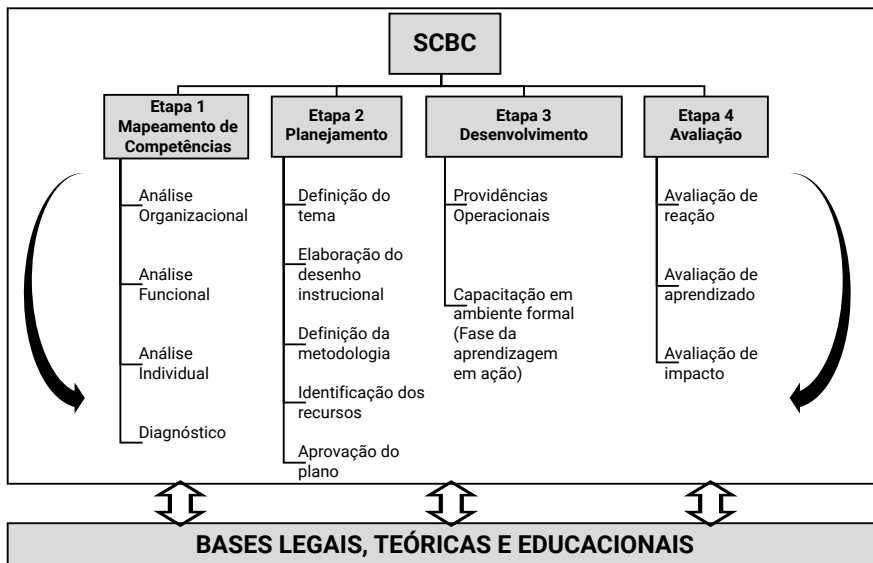 SCBC
Etapa 1
Mapeamento de
Competências
Análise
Organizacional
Análise
Funcional
Análise
Individual
Diagnóstico
Etapa 2
Planejamento
Definição do
tema
Elaboração do
desenho
instrucional
Definição da
metodologia
Identificação dos
recursos
Aprovação do
plano
Etapa 3
Desenvolvimento
Providências
Operacionais
Capacitação em
ambiente formal
(Fase da
aprendizagem
em ação)
Etapa 4
Avaliação
Avaliação de
reação
Avaliação de
aprendizado
Avaliação de
impacto
BASES LEGAIS, TEÓRICAS E EDUCACIONAIS